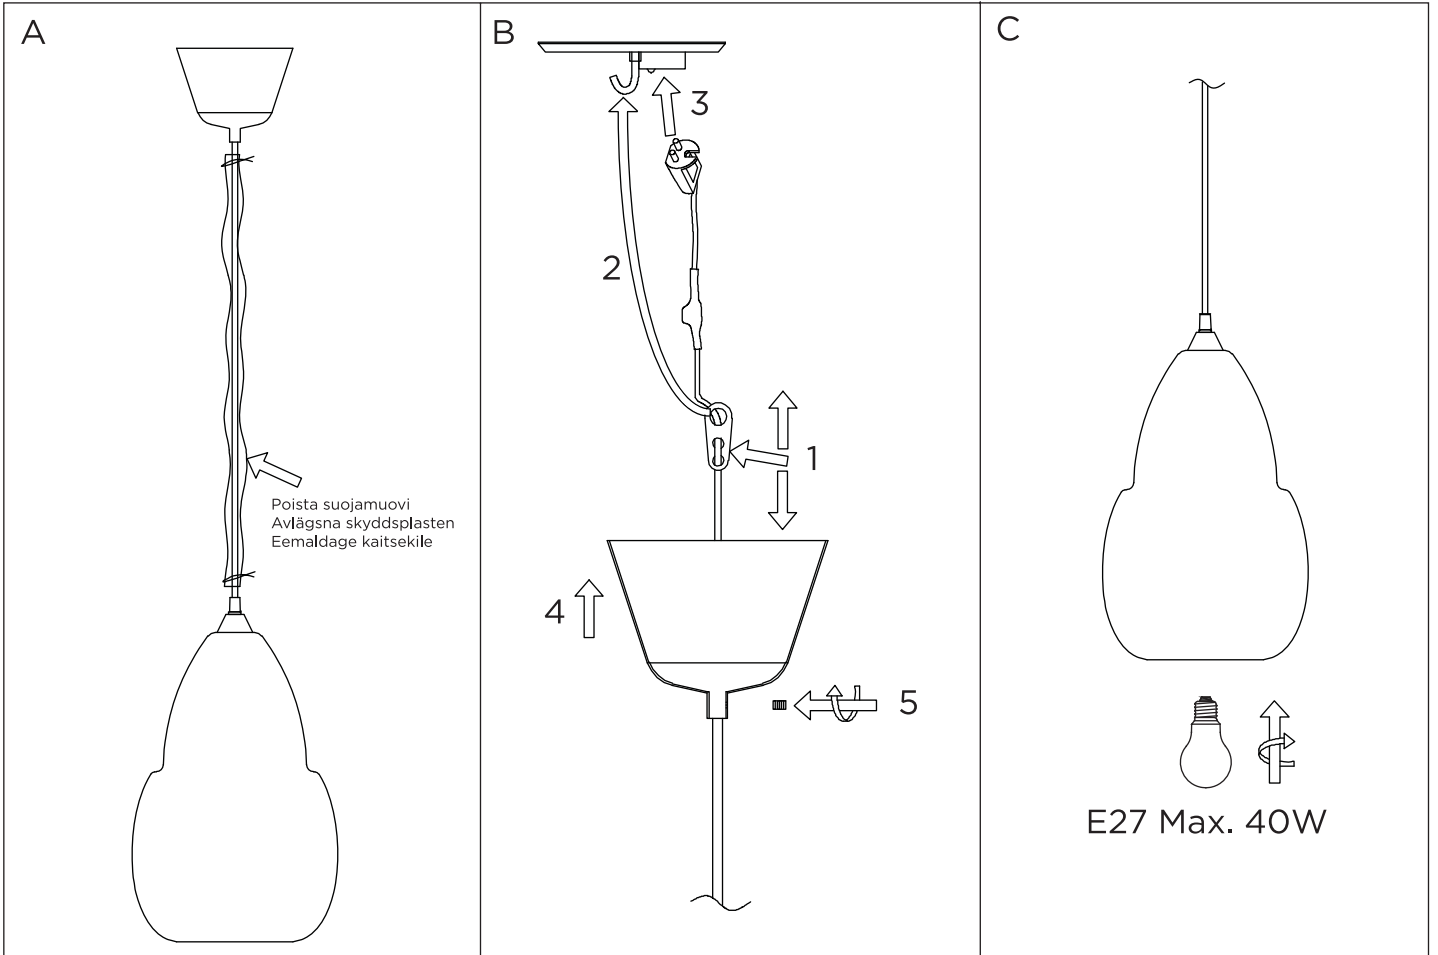 A
Poista suojamuovi
Avlägsna skyddsplasten
Eemaldage kaitsekile
B
3
2
1
4
5
C
E27 Max. 40W